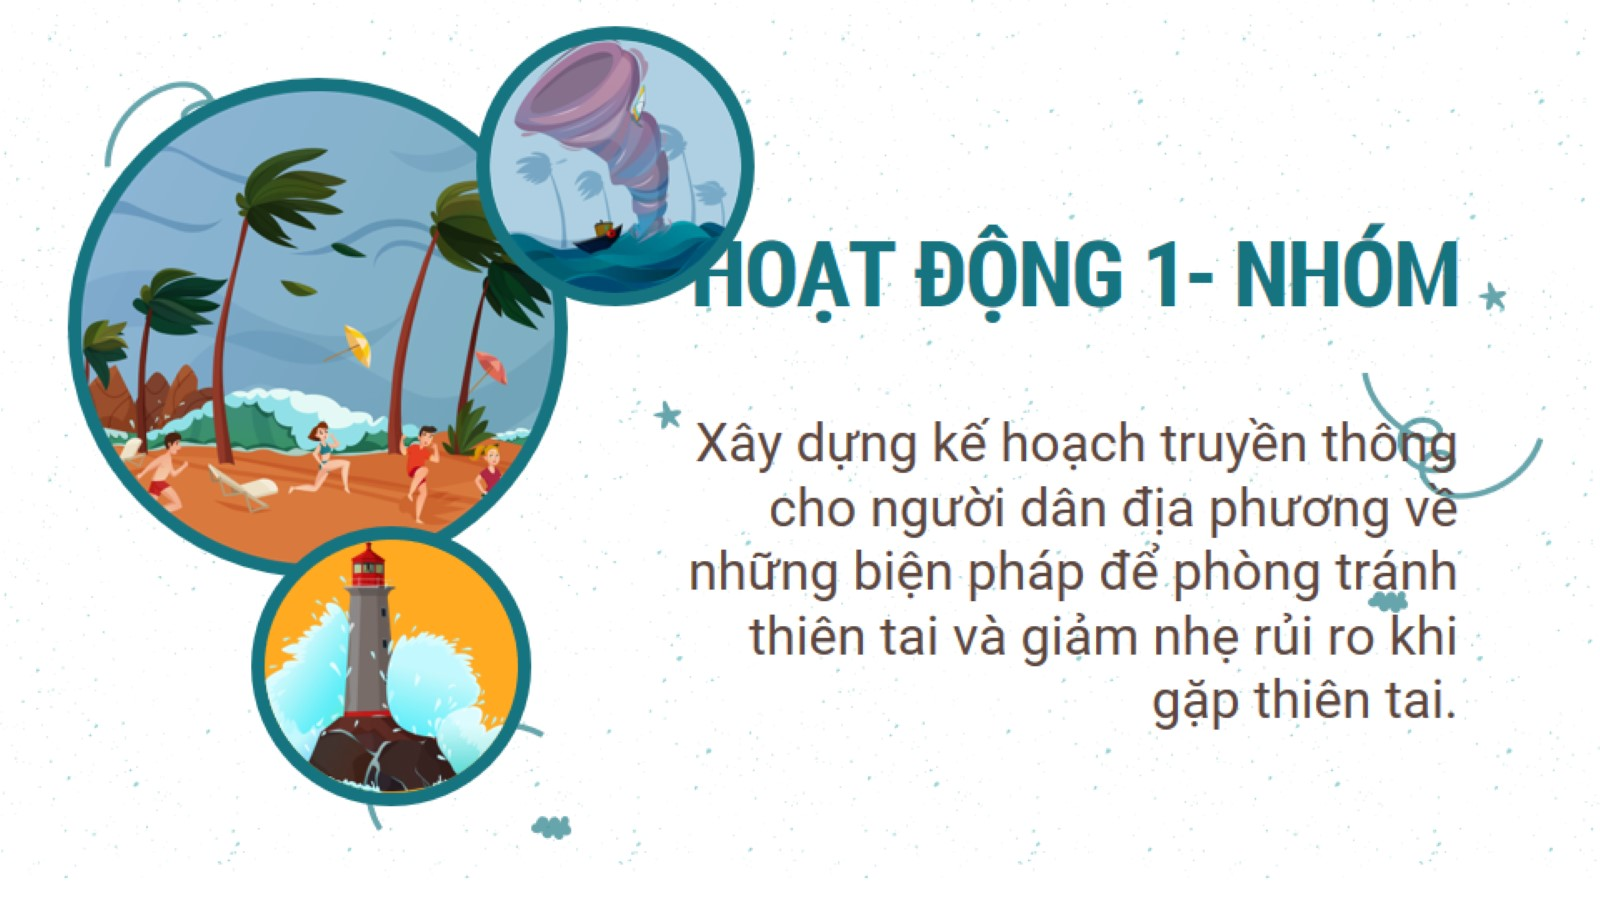 HOẠT ĐỘNG 1- NHÓM
Xây dựng kế hoạch truyền thông
cho người dân địa phương về
những biện pháp để phòng tránh
thiên tai và giảm nhẹ rủi ro khi
gặp thiên tai.